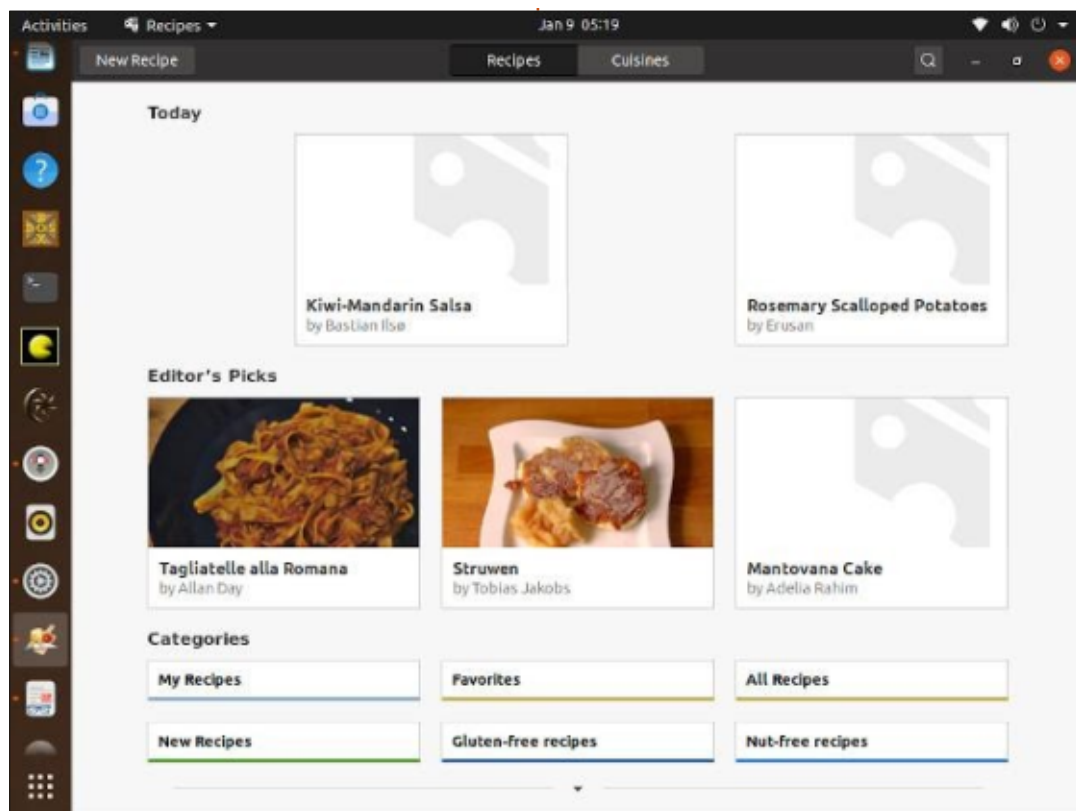 Activities Recipes Jan 9 05:19
New Recipe Recipes Cuisines
Today
Kiwi-Mandarin Salsa
by Bastian Ilsø
Rosemary Scalloped Potatoes
by Erusan
Editor's Picks
Tagliatelle alla Romana
by Allan Day
Struwen
by Tobias Jakobs
Mantovana Cake
by Adelia Rahim
Categories
My Recipes Favorites All Recipes
New Recipes Gluten-free recipes Nut-free recipes